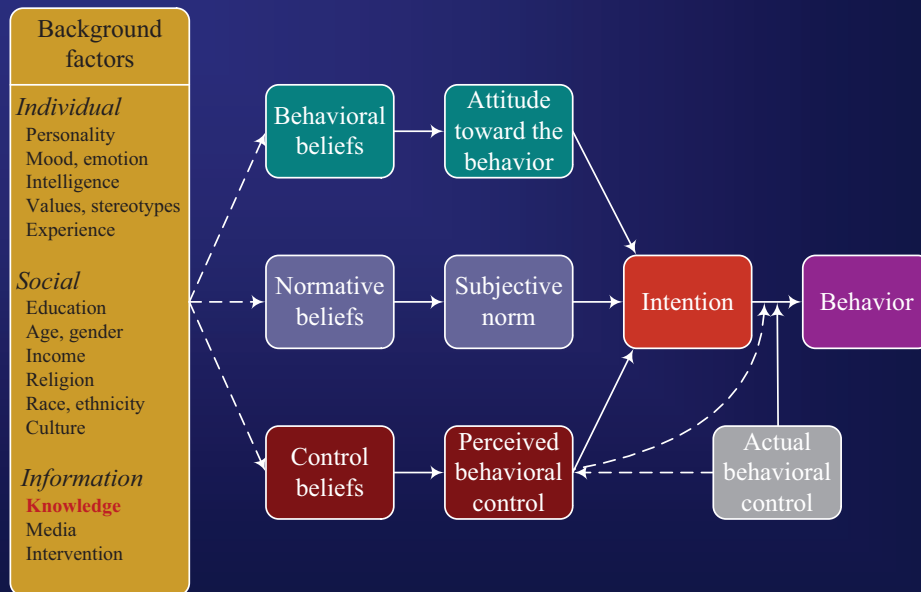 Background
factors
Individual
Personality
Mood, emotion
Intelligence
Values, stereotypes
Experience
Social
Education
Age, gender
Income
Religion
Race, ethnicity
Culture
Information
Knowledge
Media
Intervention
Behavioral
beliefs
Attitude
toward the
behavior
Normative
beliefs
Subjective
norm
Intention
Behavior
Control
beliefs
Perceived
behavioral
control
Actual
behavioral
control